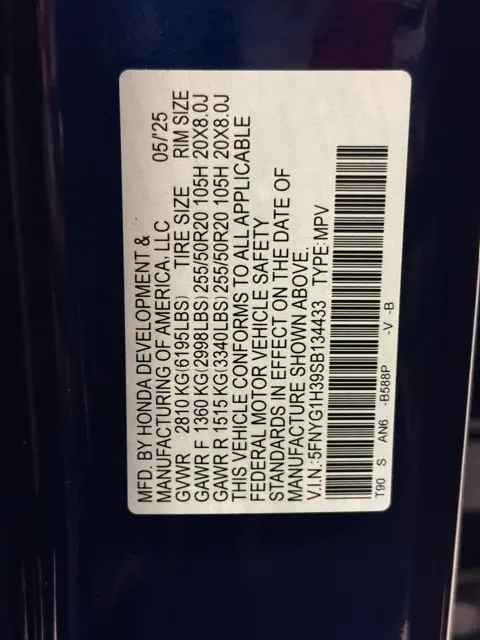 MFD. BY HONDA DEVELOPMENT &
MANUFACTURING OF AMERICA, LLC 05/'25
GVWR 2810 KG(6195LBS) TIRE SIZE RIM SIZE
GAWR F 1360 KG(2998LBS) 255/50R20 105H 20X8.0J
GAWR R 1515 KG(3340LBS) 255/50R20 105H 20X8.0J
THIS VEHICLE CONFORMS TO ALL APPLICABLE
FEDERAL MOTOR VEHICLE SAFETY
STANDARDS IN EFFECT ON THE DATE OF
MANUFACTURE SHOWN ABOVE.
V.I.N.:5FNYG1H39SB134433 TYPE:MPV
T90 S AN6 -B588P -V -B